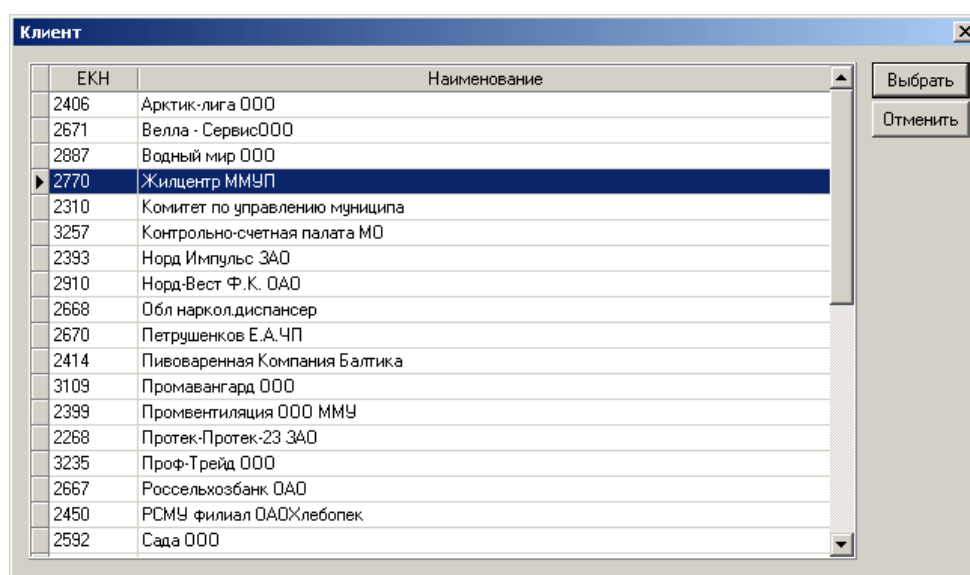 Клиент
ЕКН Наименование
2406 Арктик-лига ООО
2671 Велла - СервисООО
2887 Водный мир ООО
2770 Жилцентр ММУП
2310 Комитет по управлению муниципа
3257 Контрольно-счетная палата МО
2393 Норд Импульс ЗАО
2910 Норд-Вест Ф.К. ОАО
2668 Обл наркол.диспансер
2670 Петрушенков Е.А.ЧП
2414 Пивоваренная Компания Балтика
3109 Промавангард ООО
2399 Промвентиляция ООО ММУ
2268 Протек-Протек-23 ЗАО
3235 Проф-Трейд ООО
2667 Россельхозбанк ОАО
2450 РСМУ филиал ОАОХлебопек
2592 Сада ООО
Выбрать
Отменить